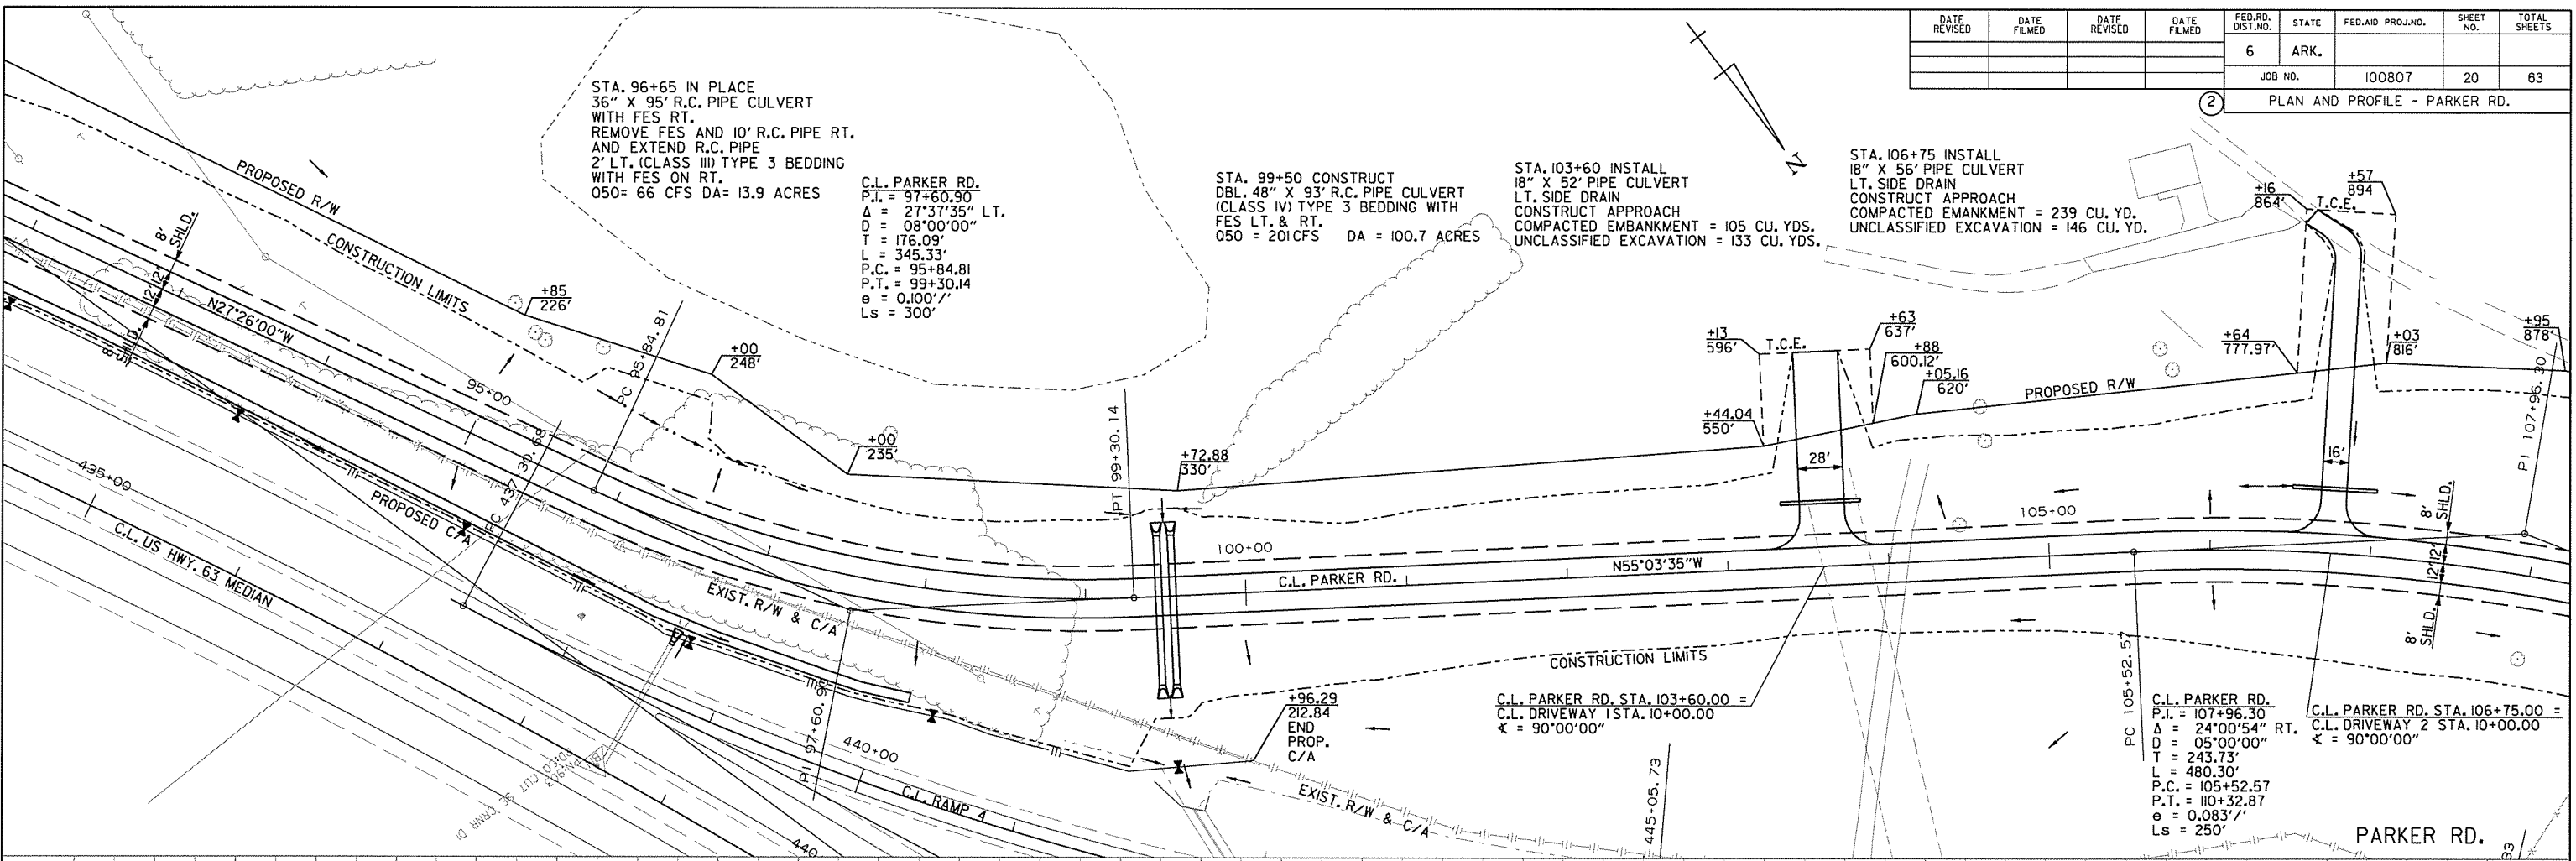 DATE REVISED
DATE FILMED
DATE REVISED
DATE FILMED
FED.RD. DIST.NO.
STATE
FED.AID PROJ.NO.
SHEET NO.
TOTAL SHEETS
6
ARK.
JOB NO.
100807
20
63
2
PLAN AND PROFILE - PARKER RD.
STA. 96+65 IN PLACE
36" X 95' R.C. PIPE CULVERT
WITH FES RT.
REMOVE FES AND 10' R.C. PIPE RT.
AND EXTEND R.C. PIPE
2' LT. (CLASS III) TYPE 3 BEDDING
WITH FES ON RT.
Q50= 66 CFS DA= 13.9 ACRES
C.L. PARKER RD.
P.I. = 97+60.90
Δ = 27°37'35" LT.
D = 08°00'00"
T = 176.09'
L = 345.33'
P.C. = 95+84.81
P.T. = 99+30.14
e = 0.100'/'
Ls = 300'
STA. 99+50 CONSTRUCT
DBL. 48" X 93' R.C. PIPE CULVERT
(CLASS IV) TYPE 3 BEDDING WITH
FES LT. & RT.
Q50 = 201CFS DA = 100.7 ACRES
STA. 103+60 INSTALL
18" X 52' PIPE CULVERT
LT. SIDE DRAIN
CONSTRUCT APPROACH
COMPACTED EMBANKMENT = 105 CU. YDS.
UNCLASSIFIED EXCAVATION = 133 CU. YDS.
STA. 106+75 INSTALL
18" X 56' PIPE CULVERT
LT. SIDE DRAIN
CONSTRUCT APPROACH
COMPACTED EMANKMENT = 239 CU. YD.
UNCLASSIFIED EXCAVATION = 146 CU. YD.
N
+16
864'
T.C.E.
+57
894
PROPOSED R/W
CONSTRUCTION LIMITS
8'
SHLD.
12'
12'
8'
SHLD.
N27°26'00"W
+85
226'
95+00
PC 95+84.81
+00
248'
+00
235'
PT 99+30.14
+72.88
330'
+13
596'
T.C.E.
+63
637'
+88
600.12'
+05.16
620'
+44.04
550'
28'
PROPOSED R/W
+64
777.97'
+03
816'
+95
878'
16'
PI 107+96.30
435+00
PROPOSED C/A
PC 437+30.68
C.L. US HWY. 63 MEDIAN
EXIST. R/W & C/A
100+00
C.L. PARKER RD.
N55°03'35"W
105+00
8'
SHLD.
12'
12'
8'
SHLD.
CONSTRUCTION LIMITS
PI 97+60.90
440+00
C.L. RAMP 4
440
+96.29
212.84
END
PROP.
C/A
EXIST. R/W & C/A
445+05.73
C.L. PARKER RD. STA. 103+60.00 =
C.L. DRIVEWAY 1 STA. 10+00.00
∢ = 90°00'00"
PC 105+52.57
C.L. PARKER RD.
P.I. = 107+96.30
Δ = 24°00'54" RT.
D = 05°00'00"
T = 243.73'
L = 480.30'
P.C. = 105+52.57
P.T. = 110+32.87
e = 0.083'/'
Ls = 250'
C.L. PARKER RD. STA. 106+75.00 =
C.L. DRIVEWAY 2 STA. 10+00.00
∢ = 90°00'00"
PARKER RD.
33